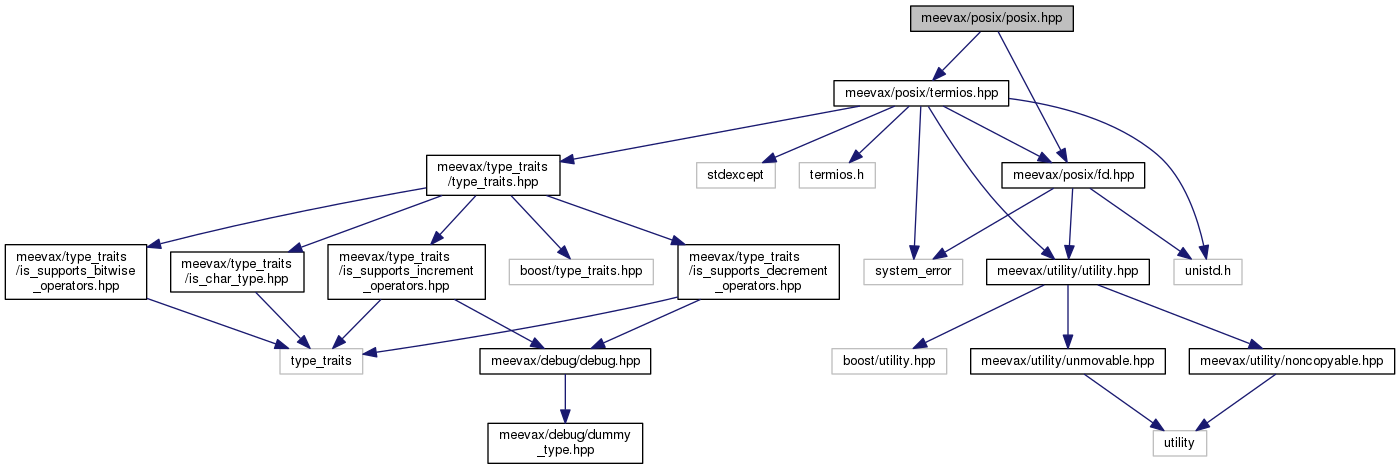 meevax/posix/posix.hpp
meevax/posix/termios.hpp
meevax/type_traits
/type_traits.hpp
stdexcept
termios.h
meevax/posix/fd.hpp
meevax/type_traits
/is_supports_bitwise
_operators.hpp
meevax/type_traits
/is_char_type.hpp
meevax/type_traits
/is_supports_increment
_operators.hpp
boost/type_traits.hpp
meevax/type_traits
/is_supports_decrement
_operators.hpp
system_error
meevax/utility/utility.hpp
unistd.h
type_traits
meevax/debug/debug.hpp
boost/utility.hpp
meevax/utility/unmovable.hpp
meevax/utility/noncopyable.hpp
meevax/debug/dummy
_type.hpp
utility